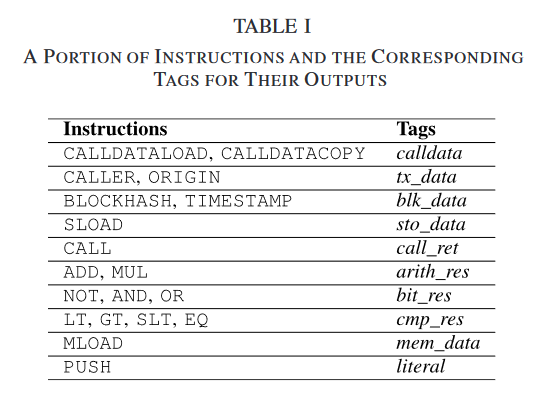 TABLE I
A PORTION OF INSTRUCTIONS AND THE CORRESPONDING
TAGS FOR THEIR OUTPUTS
Instructions Tags
CALLDATALOAD, CALLDATACOPY calldata
CALLER, ORIGIN tx_data
BLOCKHASH, TIMESTAMP blk_data
SLOAD sto_data
CALL call_ret
ADD, MUL arith_res
NOT, AND, OR bit_res
LT, GT, SLT, EQ cmp_res
MLOAD mem_data
PUSH literal